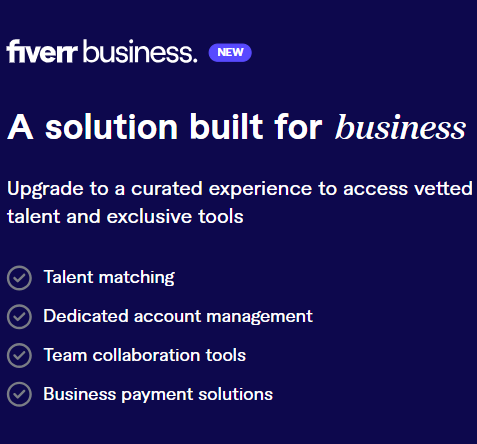 fiverr business. NEW
A solution built for business
Upgrade to a curated experience to access vetted
talent and exclusive tools
Talent matching
Dedicated account management
Team collaboration tools
Business payment solutions